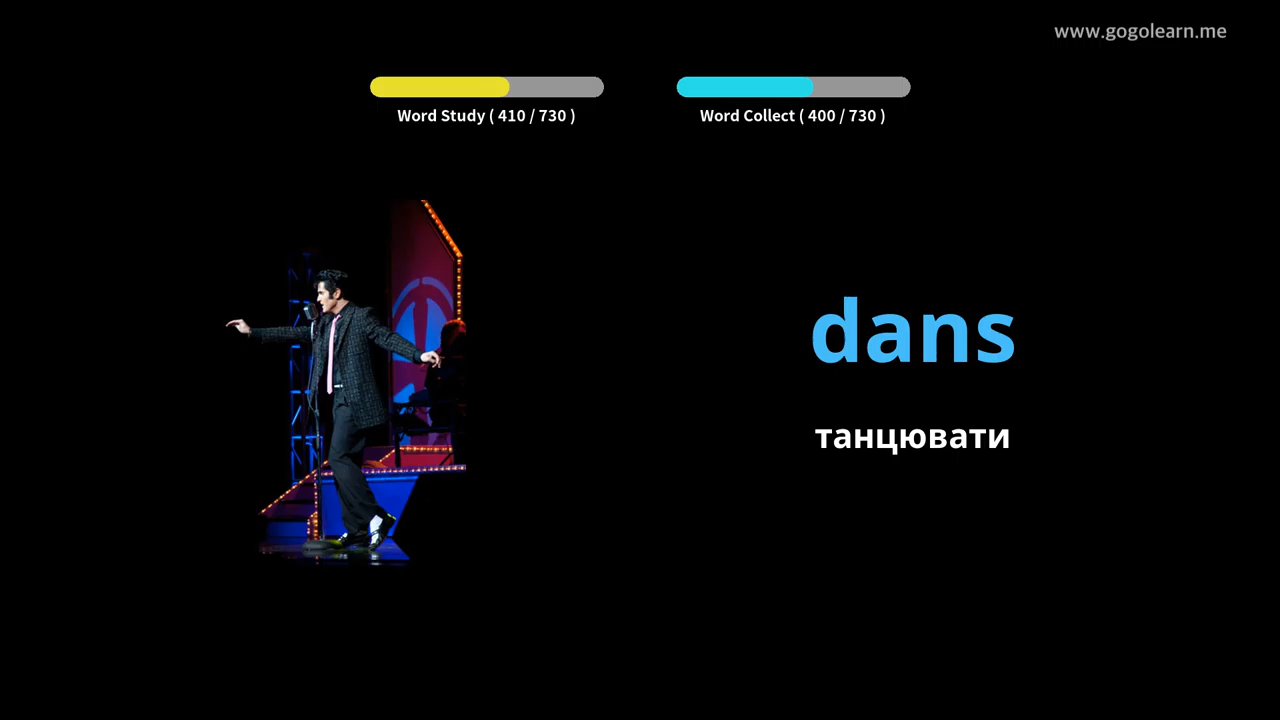 www.gogolearn.me
Word Study ( 410 / 730 )
Word Collect ( 400 / 730 )
dans
танцювати